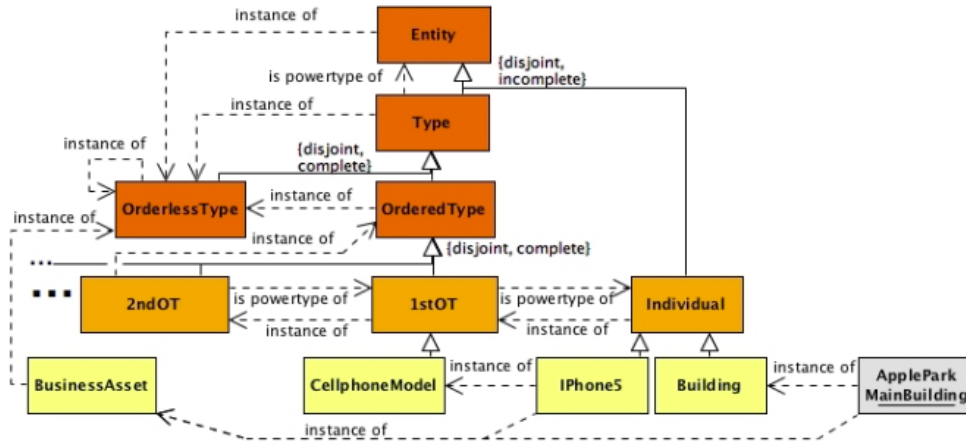 instance of
Entity
{disjoint,
incomplete}
is powertype of
instance of
Type
instance of
{disjoint,
complete}
OrderlessType
instance of
OrderedType
instance of
instance of
{disjoint, complete}
...
...
2ndOT
is powertype of
instance of
1stOT
is powertype of
instance of
Individual
BusinessAsset
CellphoneModel
instance of
IPhone5
Building
instance of
ApplePark
MainBuilding
instance of